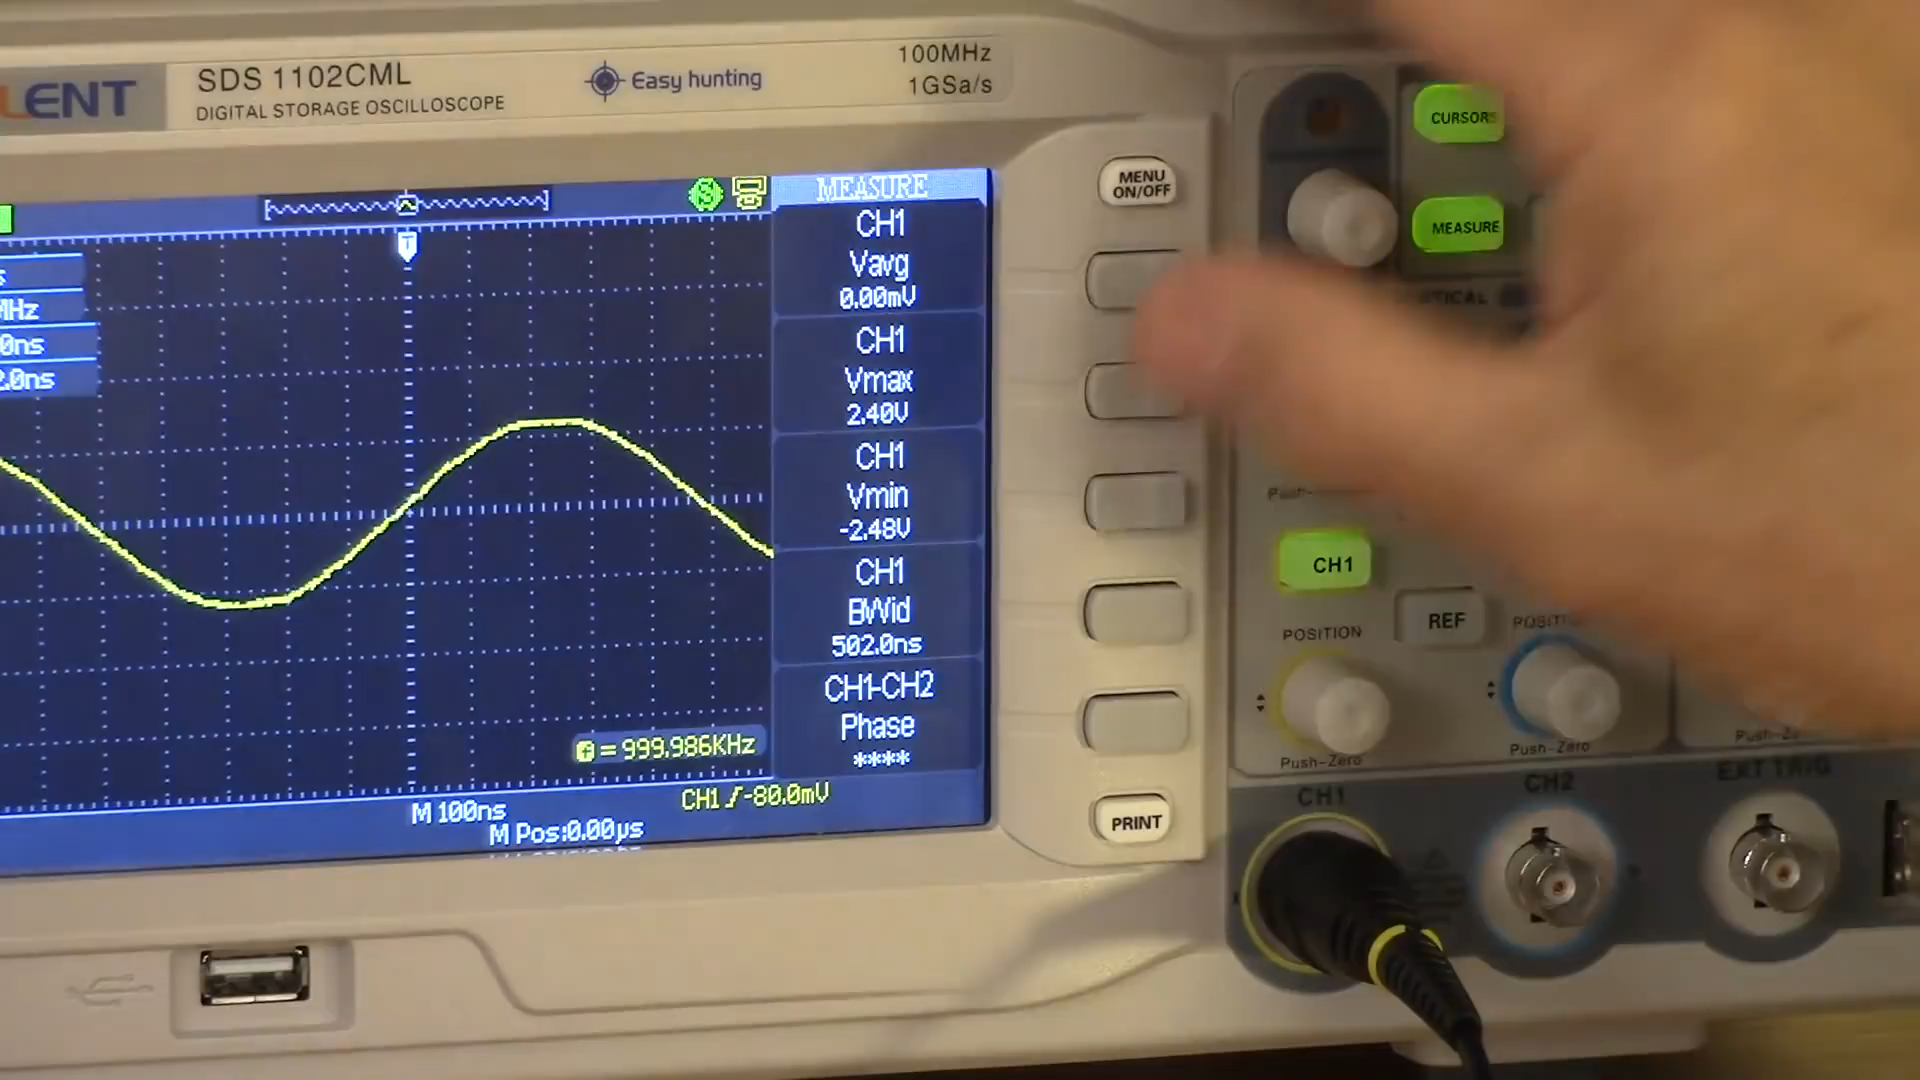 LENT
SDS 1102CML
DIGITAL STORAGE OSCILLOSCOPE
Easy hunting
100MHz
1GSa/s
MENU
ON/OFF
CURSORS
MEASURE
MEASURE
CH1
Vavg
0.00mV
CH1
Vmax
2.40V
CH1
Vmin
-2.48V
CH1
BWid
502.0ns
CH1-CH2
Phase
****
T
MHz
0ns
2.0ns
f = 999.986KHz
M 100ns
CH1 /-80.0mV
M Pos:0.00µs
PRINT
CH1
REF
POSITION
Push-Zero
Push-Zero
CH1
CH2
EXT TRIG